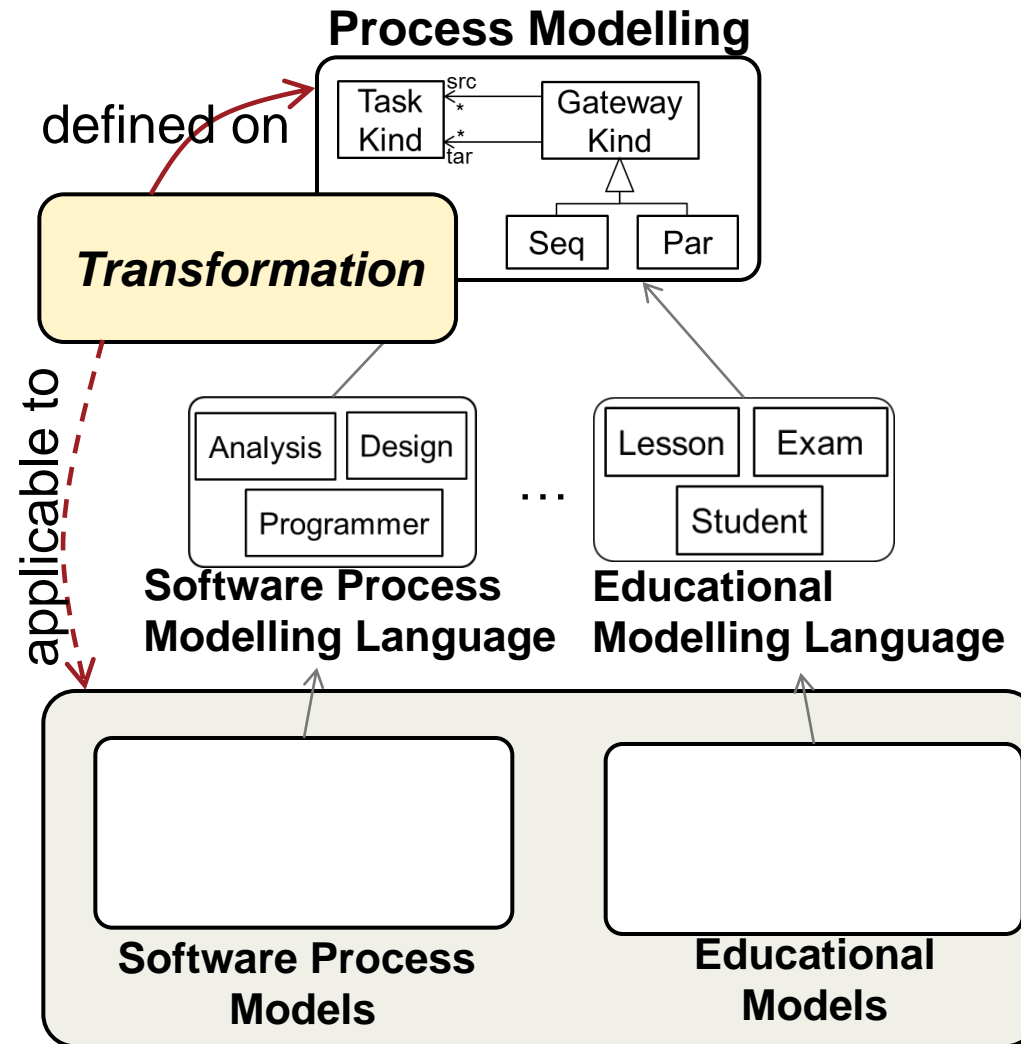 Process Modelling
src
Task
Kind
*
*
tar
Gateway
Kind
defined on
Seq
Par
Transformation
applicable to
Analysis
Design
Programmer
...
Lesson
Exam
Student
Software Process
Modelling Language
Educational
Modelling Language
Software Process
Models
Educational
Models